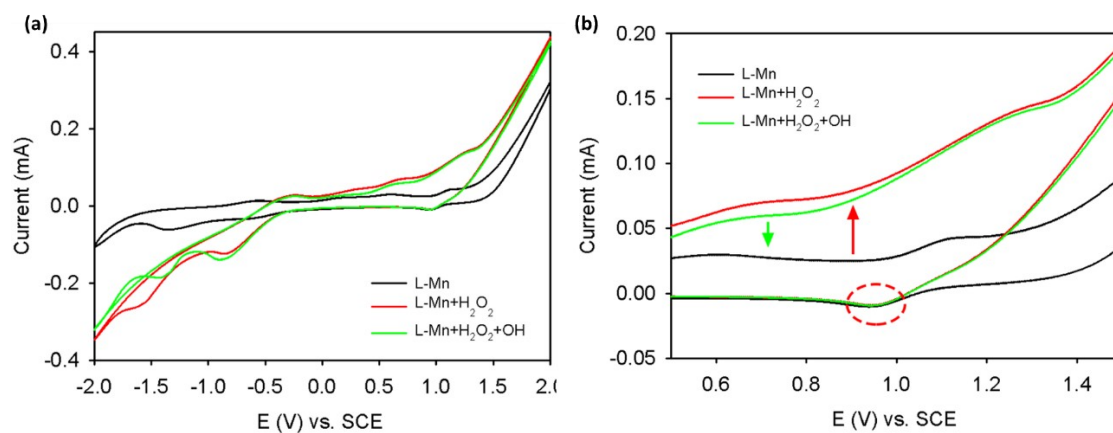 (a)
Current (mA)
0.4
0.2
0.0
-0.2
-0.4
L-Mn
L-Mn+H₂O₂
L-Mn+H₂O₂+OH
-2.0 -1.5 -1.0 -0.5 0.0 0.5 1.0 1.5 2.0
E (V) vs. SCE
(b)
Current (mA)
0.20
0.15
0.10
0.05
0.00
-0.05
L-Mn
L-Mn+H₂O₂
L-Mn+H₂O₂+OH
0.6 0.8 1.0 1.2 1.4
E (V) vs. SCE